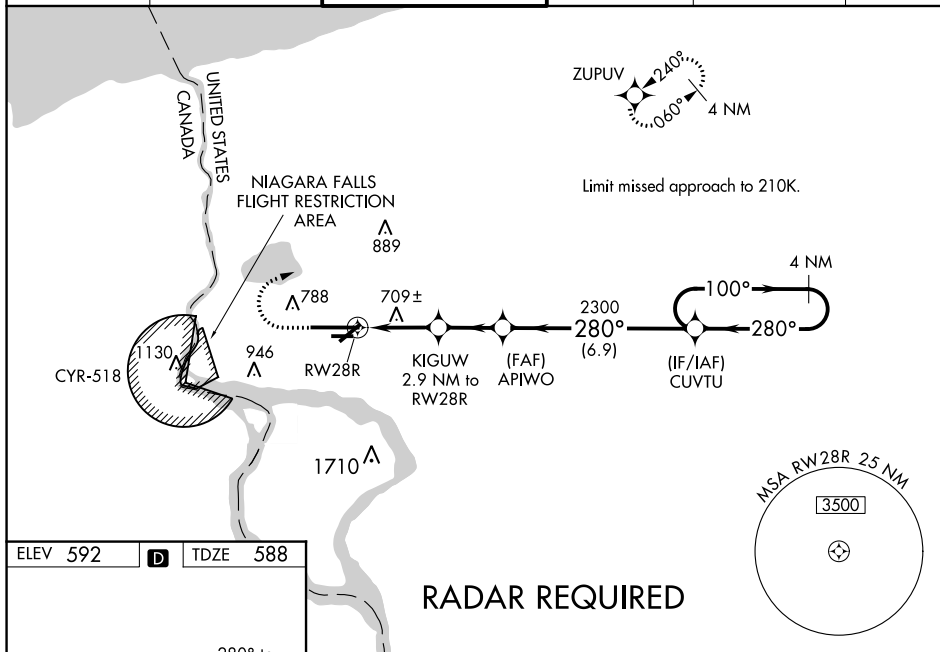 ZUPUV
240°
060°
4 NM
UNITED STATES
CANADA
Limit missed approach to 210K.
NIAGARA FALLS
FLIGHT RESTRICTION
AREA
889
4 NM
100°
788
709±
2300
280°
280°
(6.9)
RW28R
KIGUW
2.9 NM to
RW28R
(FAF)
APIWO
(IF/IAF)
CUVTU
1130
946
CYR-518
1710
MSA RW28R 25 NM
3500
ELEV 592 D TDZE 588
RADAR REQUIRED